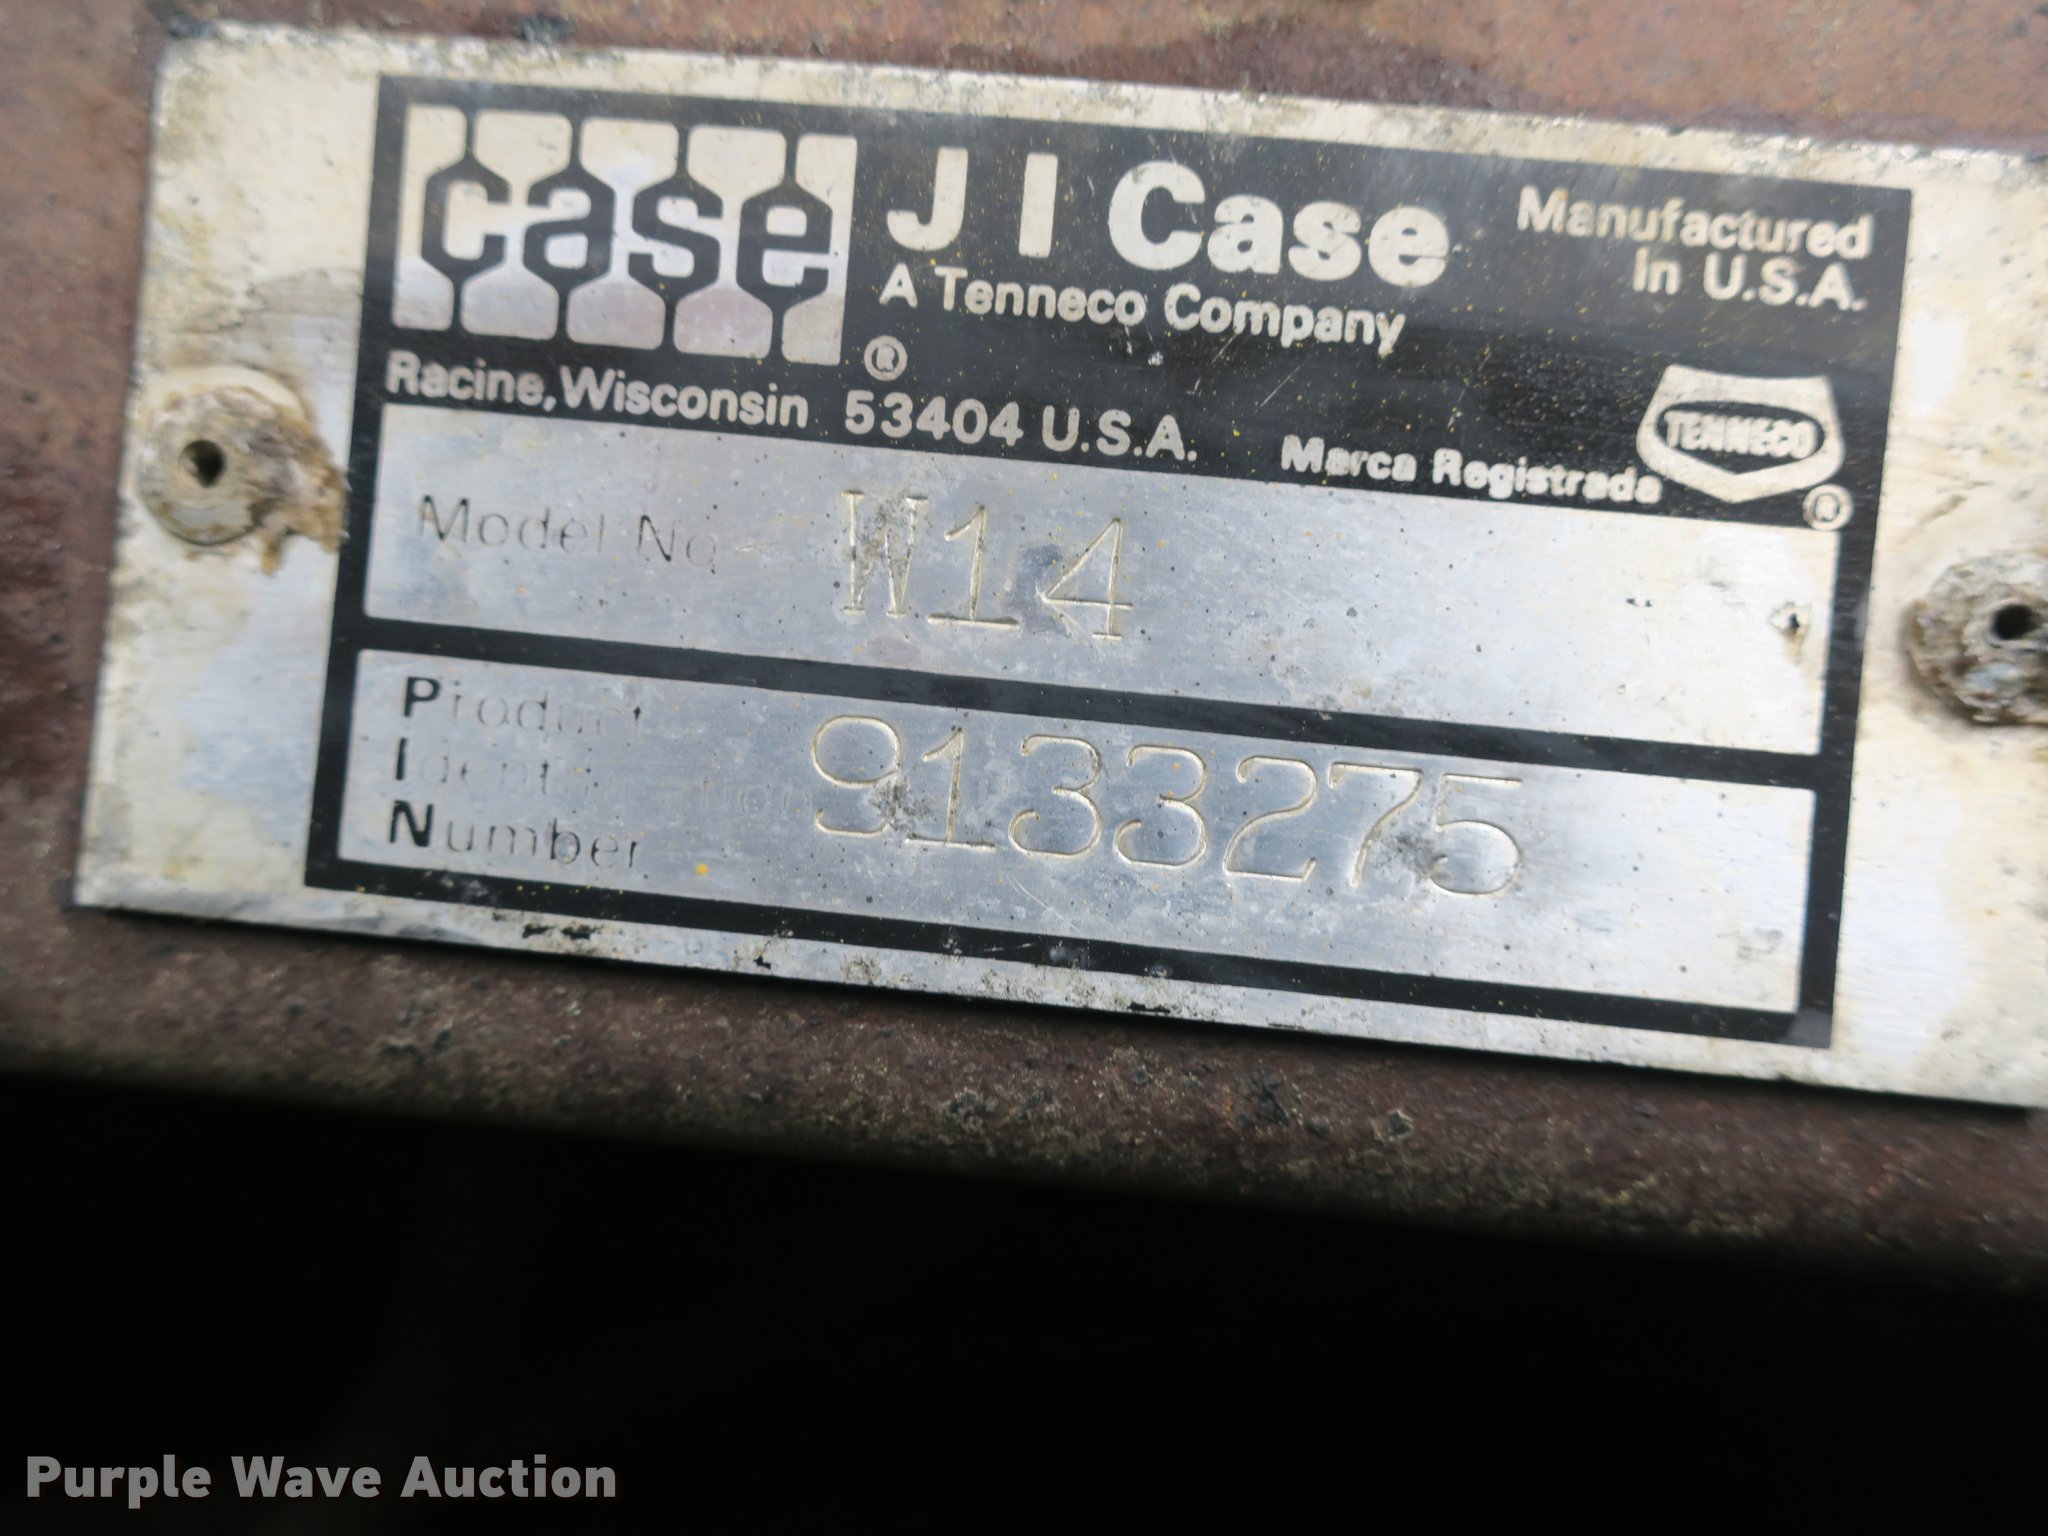 case
J I Case
Manufactured
In U.S.A.
A Tenneco Company
®
Racine, Wisconsin 53404 U.S.A.
Marca Registrada
TENNECO
®
Model No. W14
Product
Identification 9133275
Number
Purple Wave Auction